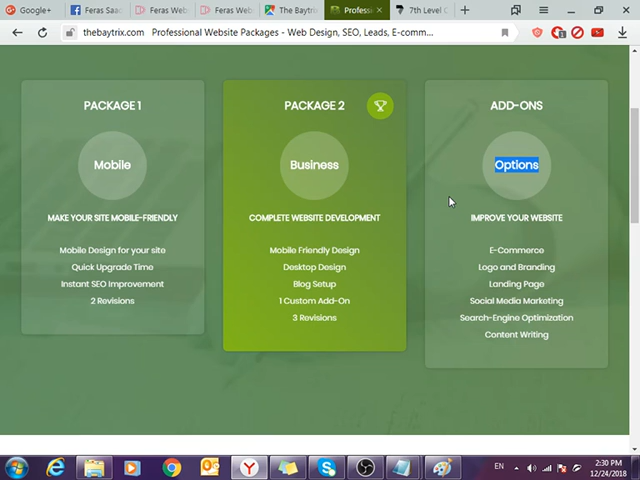 Google+
Feras Saac
Feras Web
Feras Web
The Baytrix
Profession
7th Level C
thebaytrix.com Professional Website Packages - Web Design, SEO, Leads, E-comm...
PACKAGE 1
Mobile
MAKE YOUR SITE MOBILE-FRIENDLY
Mobile Design for your site
Quick Upgrade Time
Instant SEO Improvement
2 Revisions
PACKAGE 2
Business
COMPLETE WEBSITE DEVELOPMENT
Mobile Friendly Design
Desktop Design
Blog Setup
1 Custom Add-On
3 Revisions
ADD-ONS
Options
IMPROVE YOUR WEBSITE
E-Commerce
Logo and Branding
Landing Page
Social Media Marketing
Search-Engine Optimization
Content Writing
EN
2:30 PM
12/24/2018